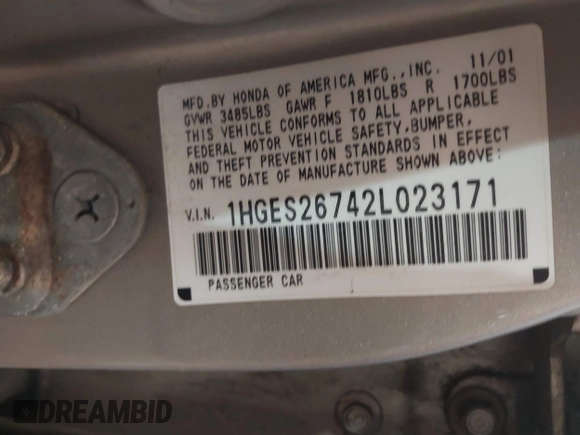 MFD.BY HONDA OF AMERICA MFG.,INC. 11/01
GVWR 3485LBS GAWR F 1810LBS R 1700LBS
THIS VEHICLE CONFORMS TO ALL APPLICABLE
FEDERAL MOTOR VEHICLE SAFETY,BUMPER,
AND THEFT PREVENTION STANDARDS IN EFFECT
ON THE DATE OF MANUFACTURE SHOWN ABOVE:
V.I.N. 1HGES26742L023171
PASSENGER CAR
DREAMBID